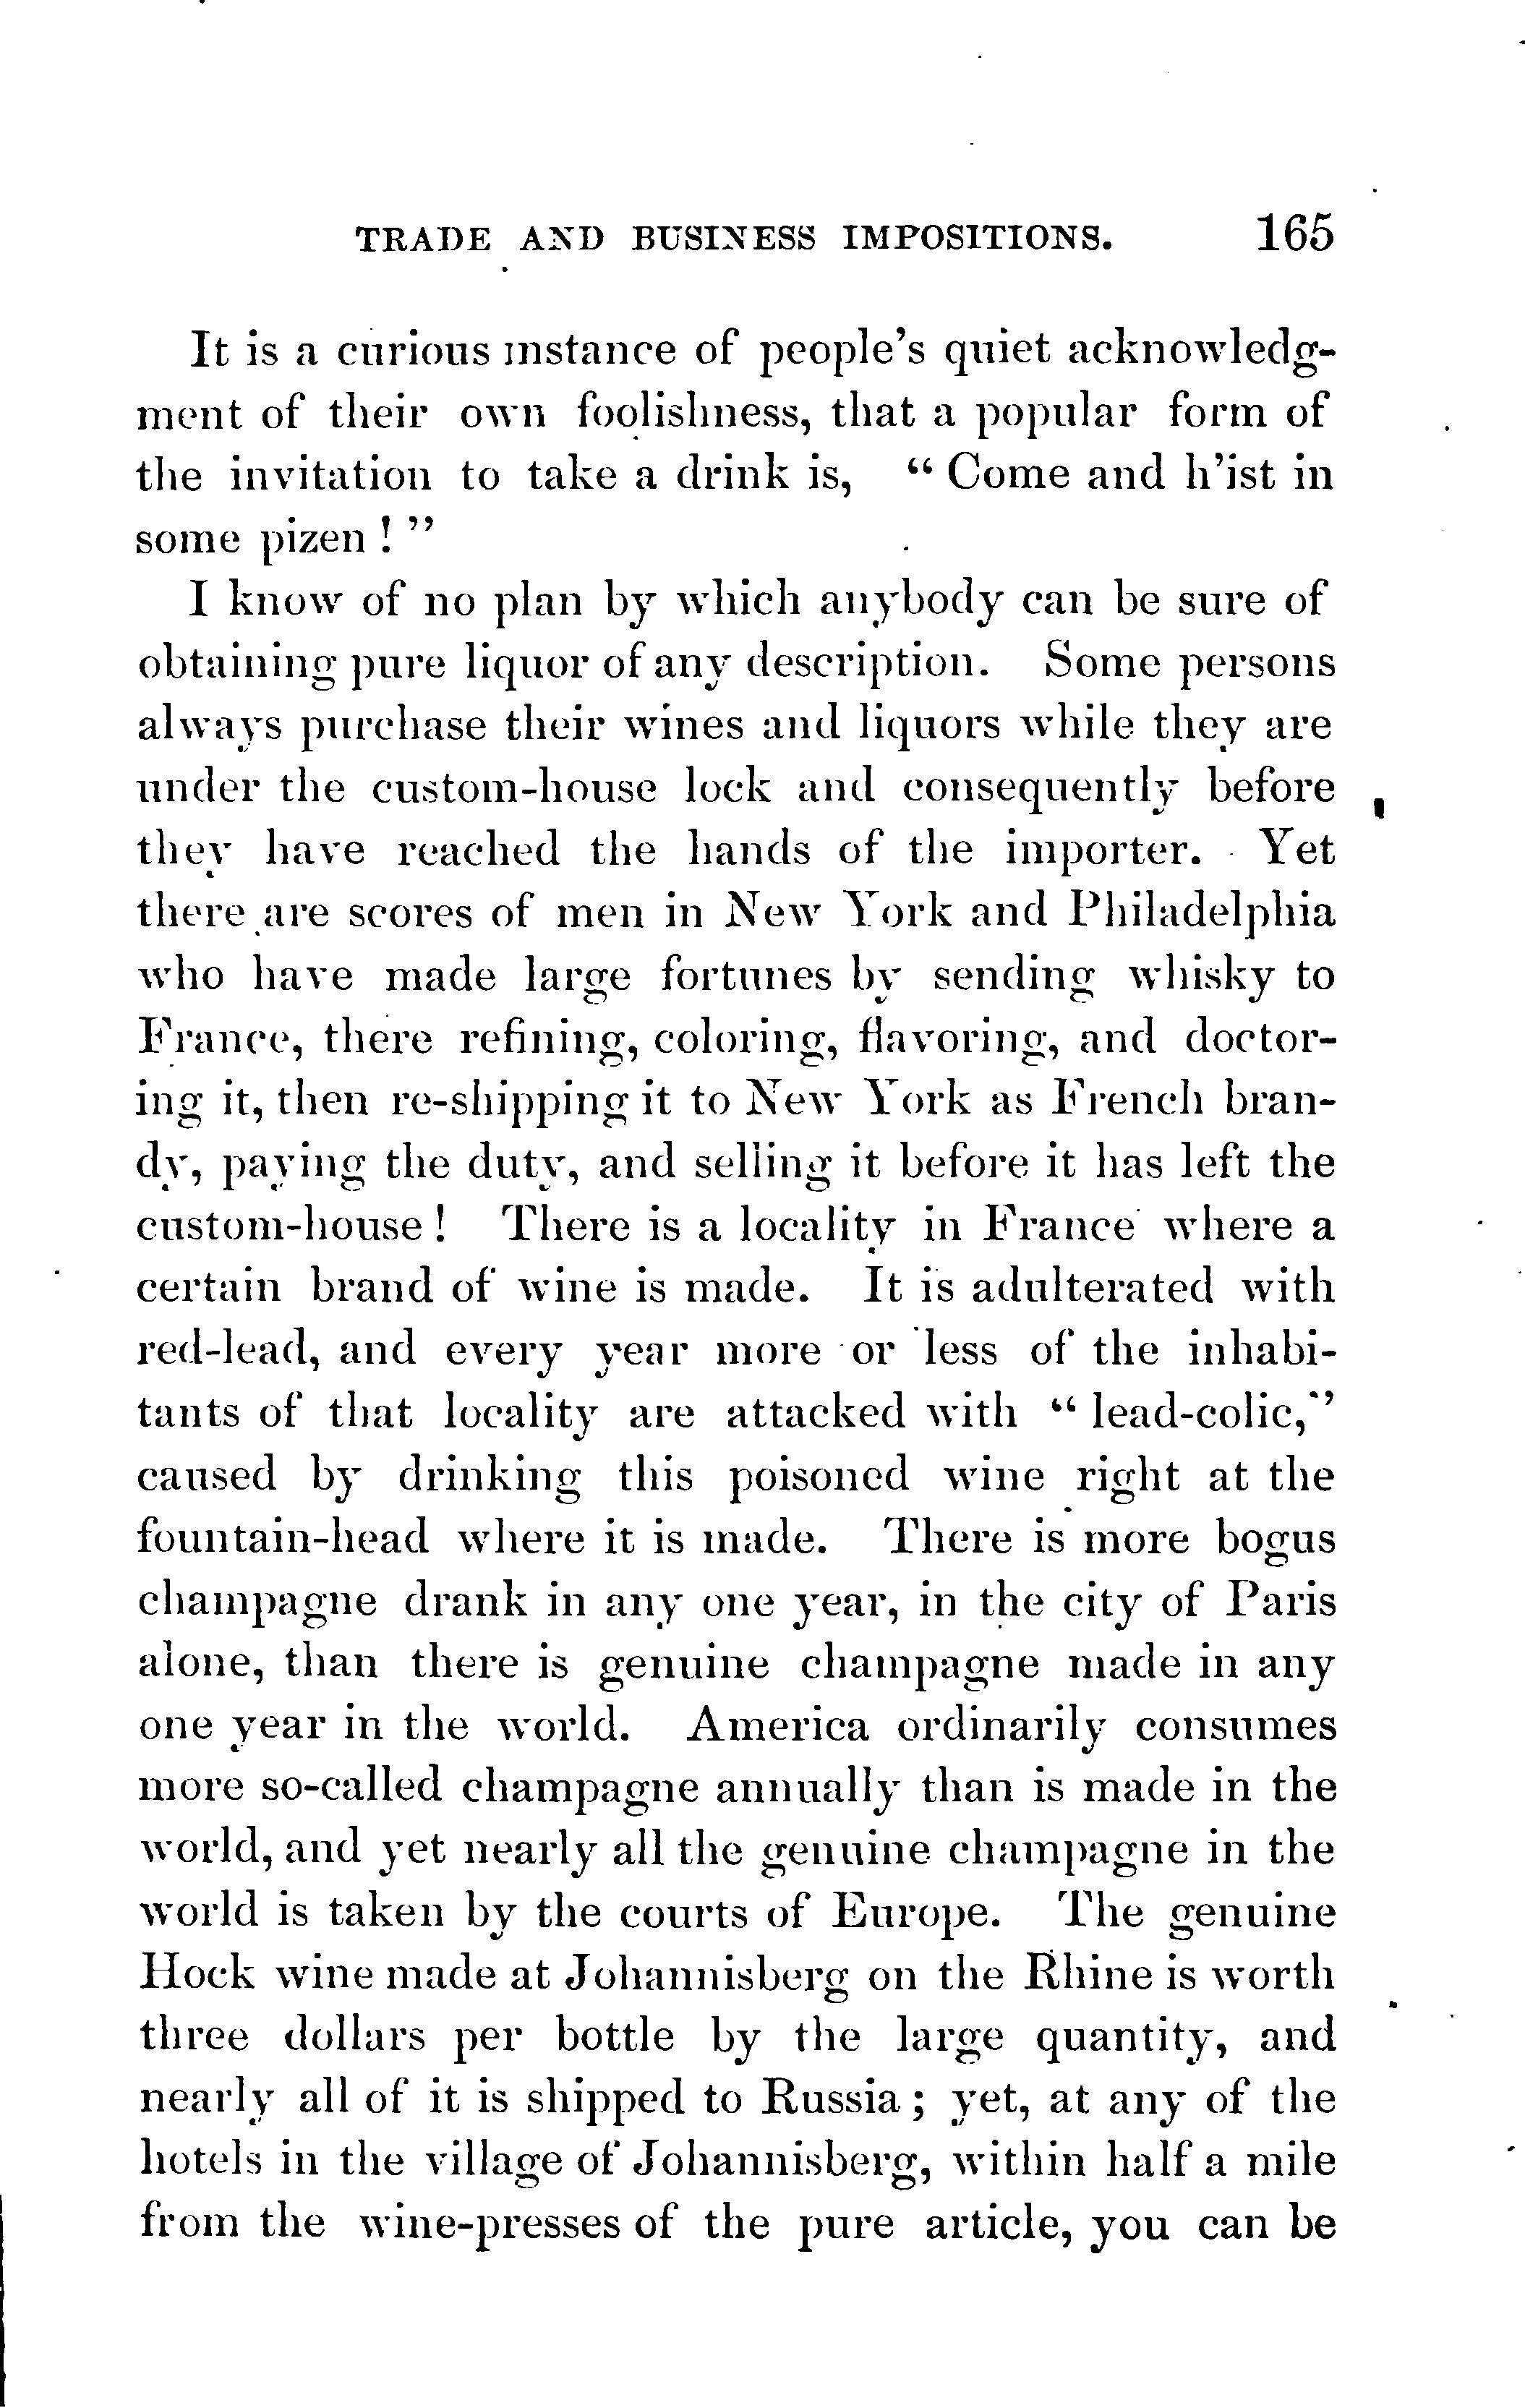 TRADE AND BUSINESS IMPOSITIONS. 165
It is a curious instance of people's quiet acknowledg-
ment of their own foolishness, that a popular form of
the invitation to take a drink is, “ Come and h'ist in
some pizen ! ”
I know of no plan by which anybody can be sure of
obtaining pure liquor of any description. Some persons
always purchase their wines and liquors while they are
under the custom-house lock and consequently before
they have reached the hands of the importer. Yet
there are scores of men in New York and Philadelphia
who have made large fortunes by sending whisky to
France, there refining, coloring, flavoring, and doctor-
ing it, then re-shipping it to New York as French bran-
dy, paying the duty, and selling it before it has left the
custom-house ! There is a locality in France where a
certain brand of wine is made. It is adulterated with
red-lead, and every year more or less of the inhabi-
tants of that locality are attacked with “ lead-colic,”
caused by drinking this poisoned wine right at the
fountain-head where it is made. There is more bogus
champagne drank in any one year, in the city of Paris
alone, than there is genuine champagne made in any
one year in the world. America ordinarily consumes
more so-called champagne annually than is made in the
world, and yet nearly all the genuine champagne in the
world is taken by the courts of Europe. The genuine
Hock wine made at Johannisberg on the Rhine is worth
three dollars per bottle by the large quantity, and
nearly all of it is shipped to Russia ; yet, at any of the
hotels in the village of Johannisberg, within half a mile
from the wine-presses of the pure article, you can be